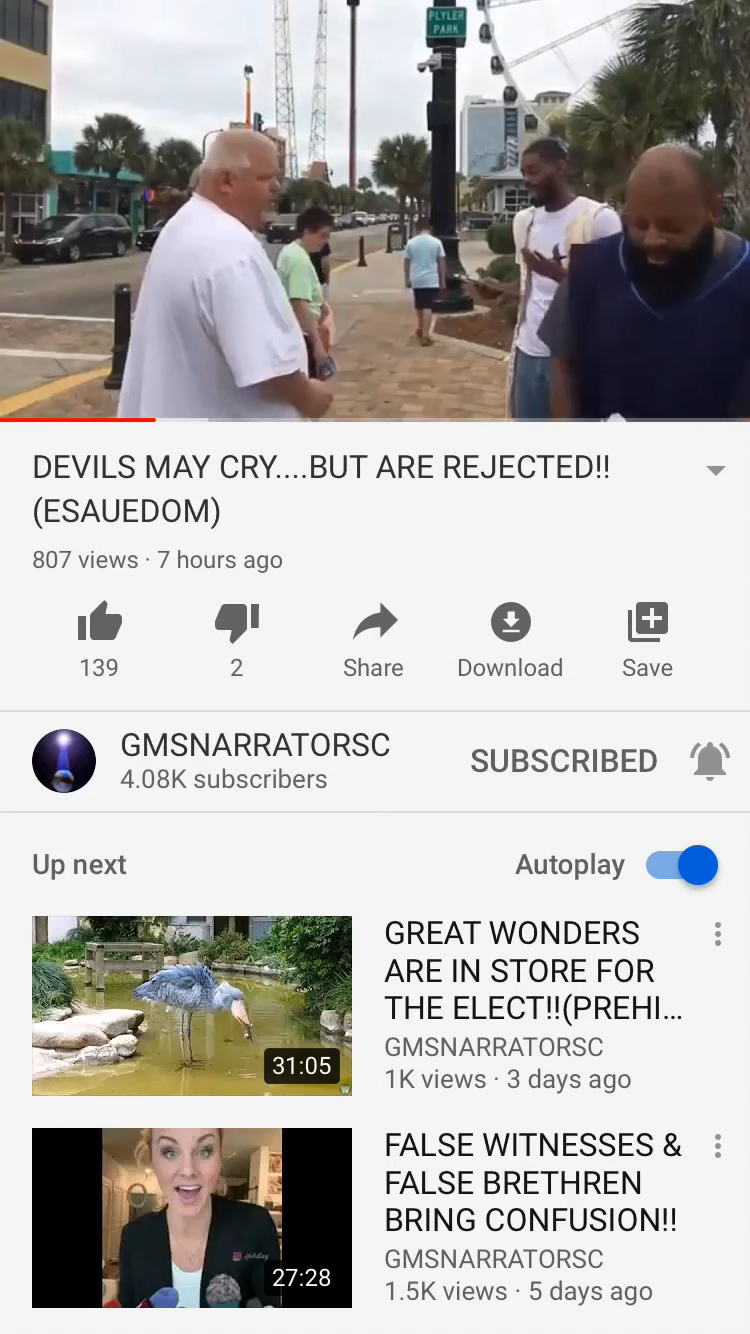 PLYLER
PARK
DEVILS MAY CRY....BUT ARE REJECTED!!
(ESAUEDOM)
807 views · 7 hours ago
139
2
Share
Download
Save
GMSNARRATORSC
4.08K subscribers
SUBSCRIBED
Up next
Autoplay
GREAT WONDERS
ARE IN STORE FOR
THE ELECT!!(PREHI...
GMSNARRATORSC
1K views · 3 days ago
31:05
FALSE WITNESSES &
FALSE BRETHREN
BRING CONFUSION!!
GMSNARRATORSC
1.5K views · 5 days ago
27:28